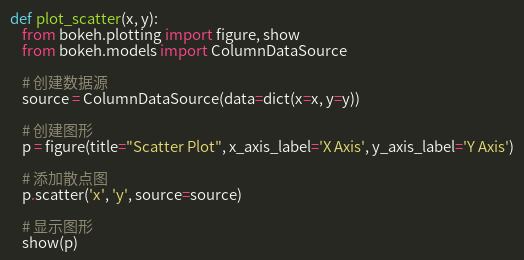 def plot_scatter(x, y):
    from bokeh.plotting import figure, show
    from bokeh.models import ColumnDataSource
    # 创建数据源
    source = ColumnDataSource(data=dict(x=x, y=y))
    # 创建图形
    p = figure(title="Scatter Plot", x_axis_label='X Axis', y_axis_label='Y Axis')
    # 添加散点图
    p.scatter('x', 'y', source=source)
    # 显示图形
    show(p)